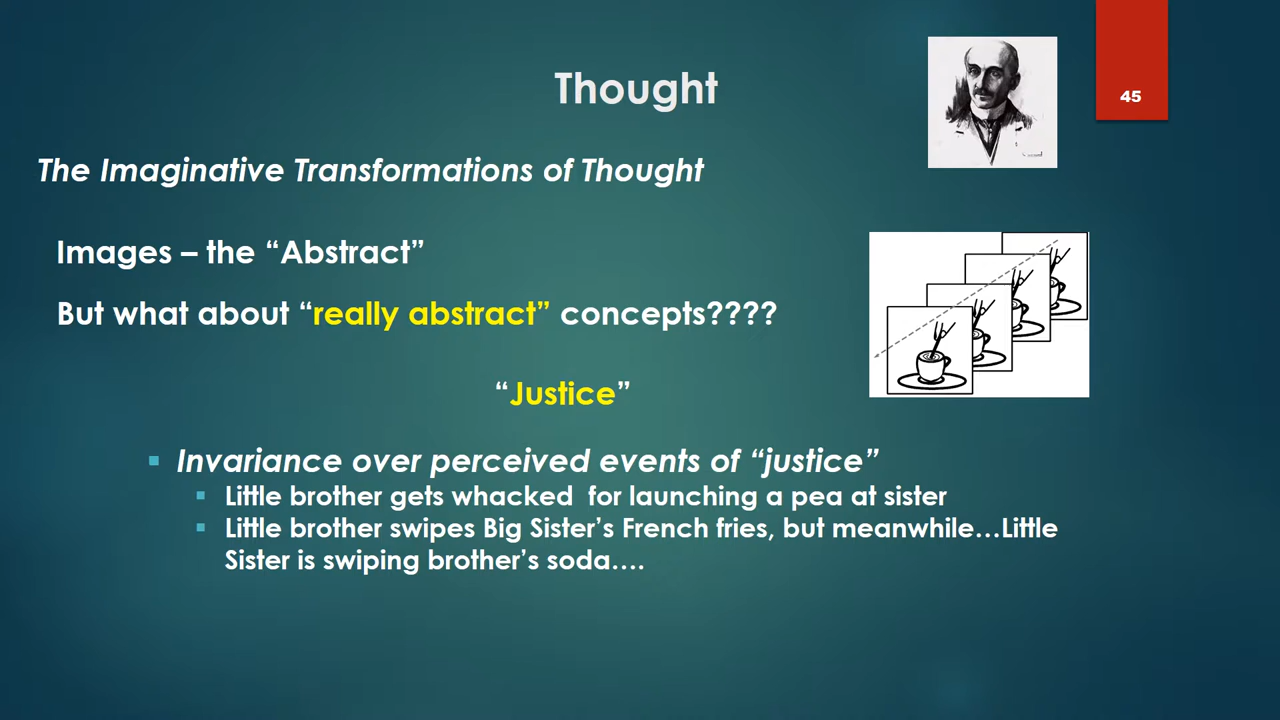 Thought
45
The Imaginative Transformations of Thought
Images – the “Abstract”
But what about “really abstract” concepts????
“Justice”
Invariance over perceived events of “justice”
Little brother gets whacked  for launching a pea at sister
Little brother swipes Big Sister’s French fries, but meanwhile…Little
Sister is swiping brother’s soda….